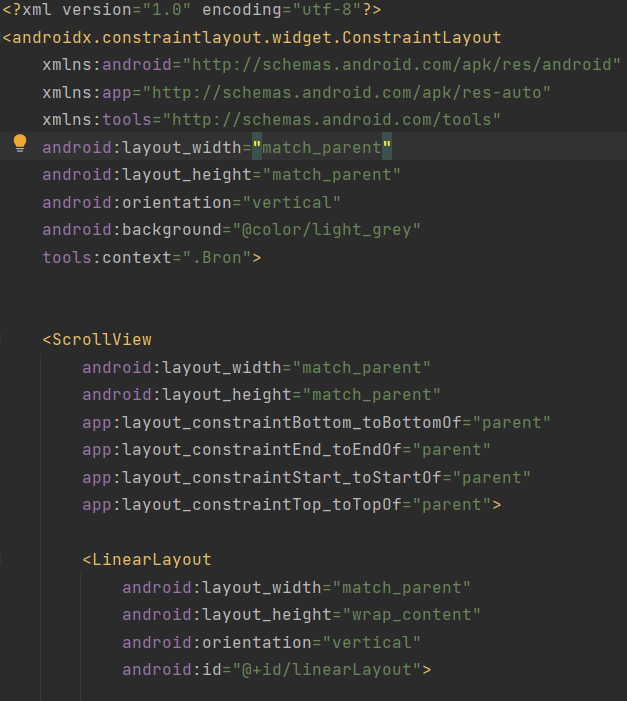 <?xml version="1.0" encoding="utf-8"?>
<androidx.constraintlayout.widget.ConstraintLayout
    xmlns:android="http://schemas.android.com/apk/res/android"
    xmlns:app="http://schemas.android.com/apk/res-auto"
    xmlns:tools="http://schemas.android.com/tools"
    android:layout_width="match_parent"
    android:layout_height="match_parent"
    android:orientation="vertical"
    android:background="@color/light_grey"
    tools:context=".Bron">
    <ScrollView
        android:layout_width="match_parent"
        android:layout_height="match_parent"
        app:layout_constraintBottom_toBottomOf="parent"
        app:layout_constraintEnd_toEndOf="parent"
        app:layout_constraintStart_toStartOf="parent"
        app:layout_constraintTop_toTopOf="parent">
        <LinearLayout
            android:layout_width="match_parent"
            android:layout_height="wrap_content"
            android:orientation="vertical"
            android:id="@+id/linearLayout">